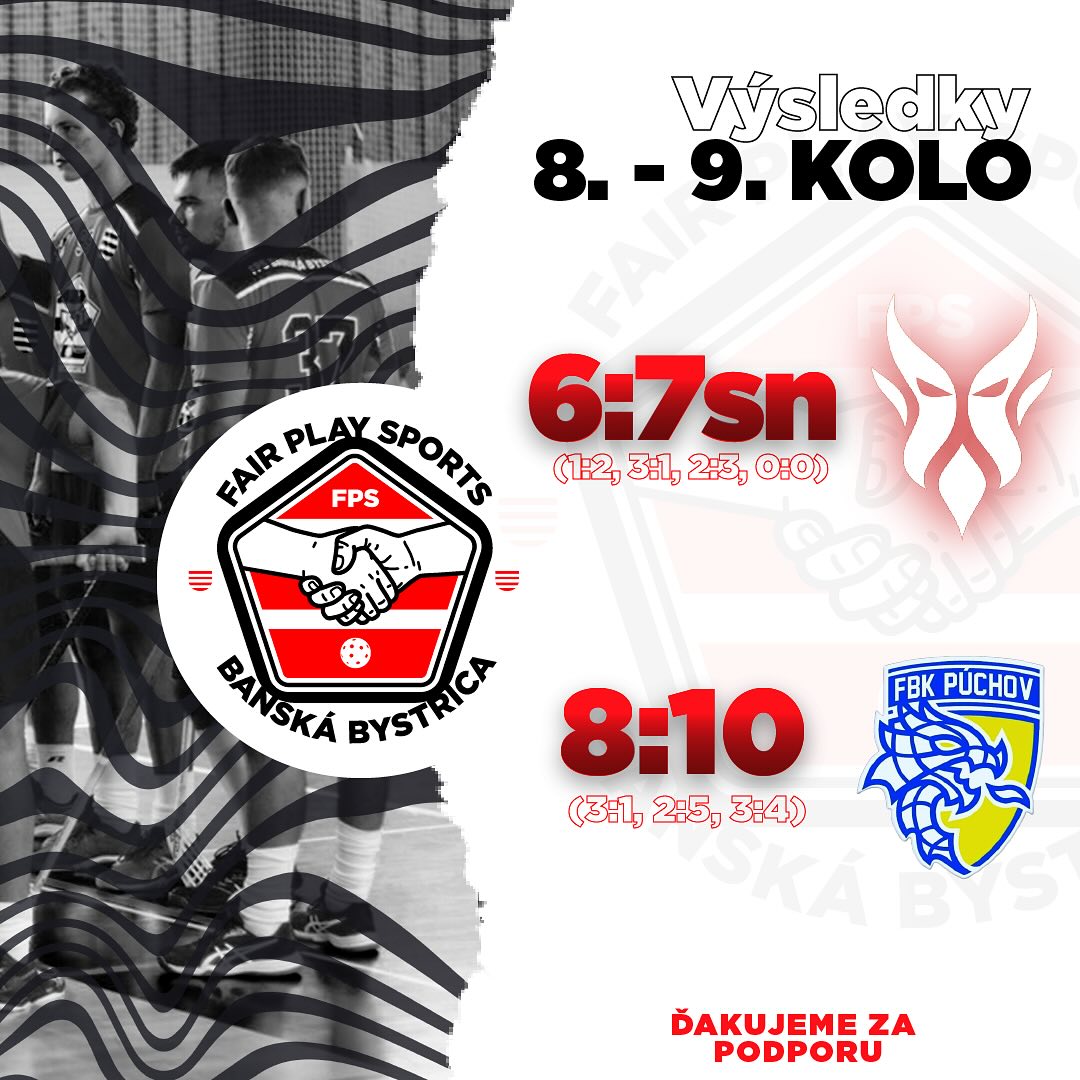 Výsledky
8. - 9. KOLO
6:7sn
(1:2, 3:1, 2:3, 0:0)
FAIR PLAY SPORTS
FPS
BANSKÁ BYSTRICA
FBK PÚCHOV
8:10
(3:1, 2:5, 3:4)
ĎAKUJEME ZA
PODPORU
37